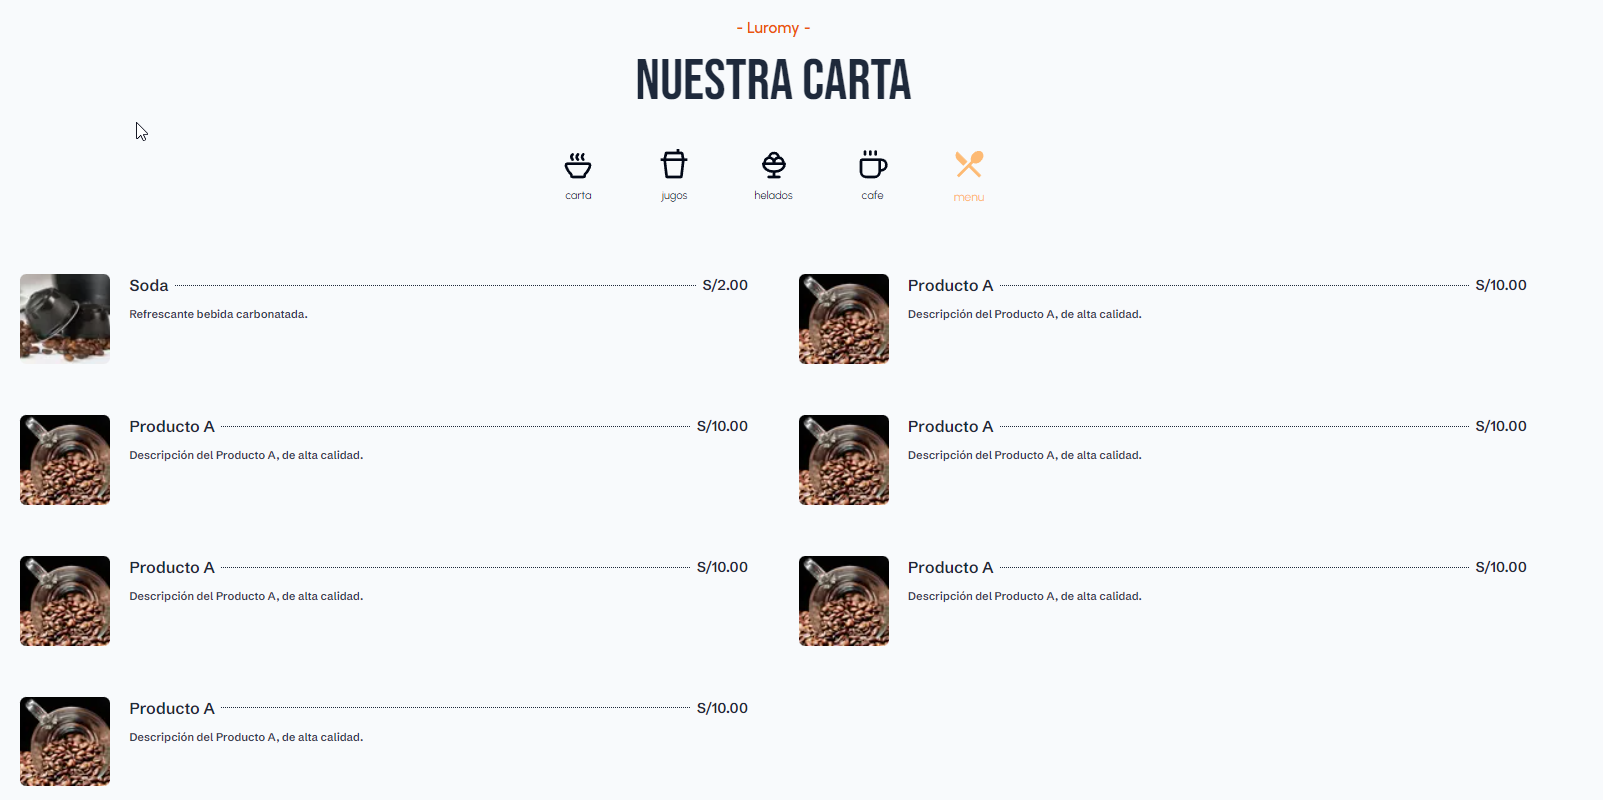 - Luromy -
NUESTRA CARTA
carta
jugos
helados
cafe
menu
Soda S/2.00
Refrescante bebida carbonatada.
Producto A S/10.00
Descripción del Producto A, de alta calidad.
Producto A S/10.00
Descripción del Producto A, de alta calidad.
Producto A S/10.00
Descripción del Producto A, de alta calidad.
Producto A S/10.00
Descripción del Producto A, de alta calidad.
Producto A S/10.00
Descripción del Producto A, de alta calidad.
Producto A S/10.00
Descripción del Producto A, de alta calidad.